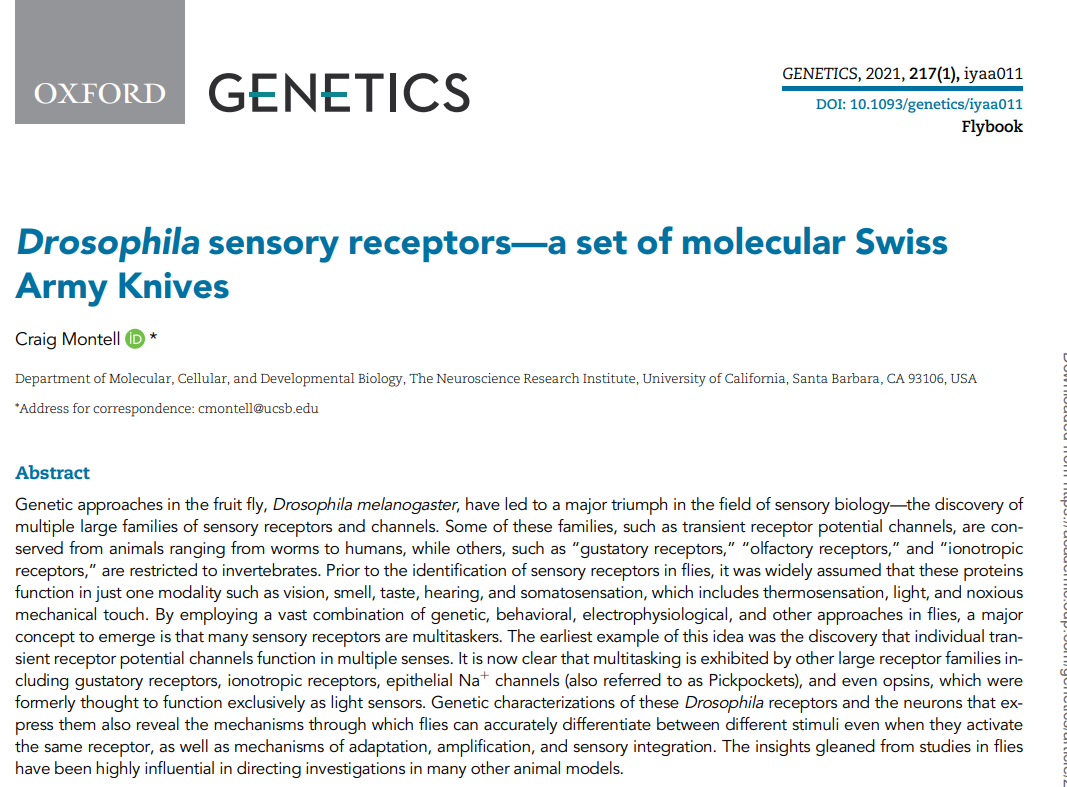 OXFORD
GENETICS
GENETICS, 2021, 217(1), iyaa011
DOI: 10.1093/genetics/iyaa011
Flybook
Drosophila sensory receptors—a set of molecular Swiss
Army Knives
Craig Montell iD *
Department of Molecular, Cellular, and Developmental Biology, The Neuroscience Research Institute, University of California, Santa Barbara, CA 93106, USA
*Address for correspondence: cmontell@ucsb.edu
Abstract
Genetic approaches in the fruit fly, Drosophila melanogaster, have led to a major triumph in the field of sensory biology—the discovery of
multiple large families of sensory receptors and channels. Some of these families, such as transient receptor potential channels, are con-
served from animals ranging from worms to humans, while others, such as “gustatory receptors,” “olfactory receptors,” and “ionotropic
receptors,” are restricted to invertebrates. Prior to the identification of sensory receptors in flies, it was widely assumed that these proteins
function in just one modality such as vision, smell, taste, hearing, and somatosensation, which includes thermosensation, light, and noxious
mechanical touch. By employing a vast combination of genetic, behavioral, electrophysiological, and other approaches in flies, a major
concept to emerge is that many sensory receptors are multitaskers. The earliest example of this idea was the discovery that individual tran-
sient receptor potential channels function in multiple senses. It is now clear that multitasking is exhibited by other large receptor families in-
cluding gustatory receptors, ionotropic receptors, epithelial Na⁺ channels (also referred to as Pickpockets), and even opsins, which were
formerly thought to function exclusively as light sensors. Genetic characterizations of these Drosophila receptors and the neurons that ex-
press them also reveal the mechanisms through which flies can accurately differentiate between different stimuli even when they activate
the same receptor, as well as mechanisms of adaptation, amplification, and sensory integration. The insights gleaned from studies in flies
have been highly influential in directing investigations in many other animal models.